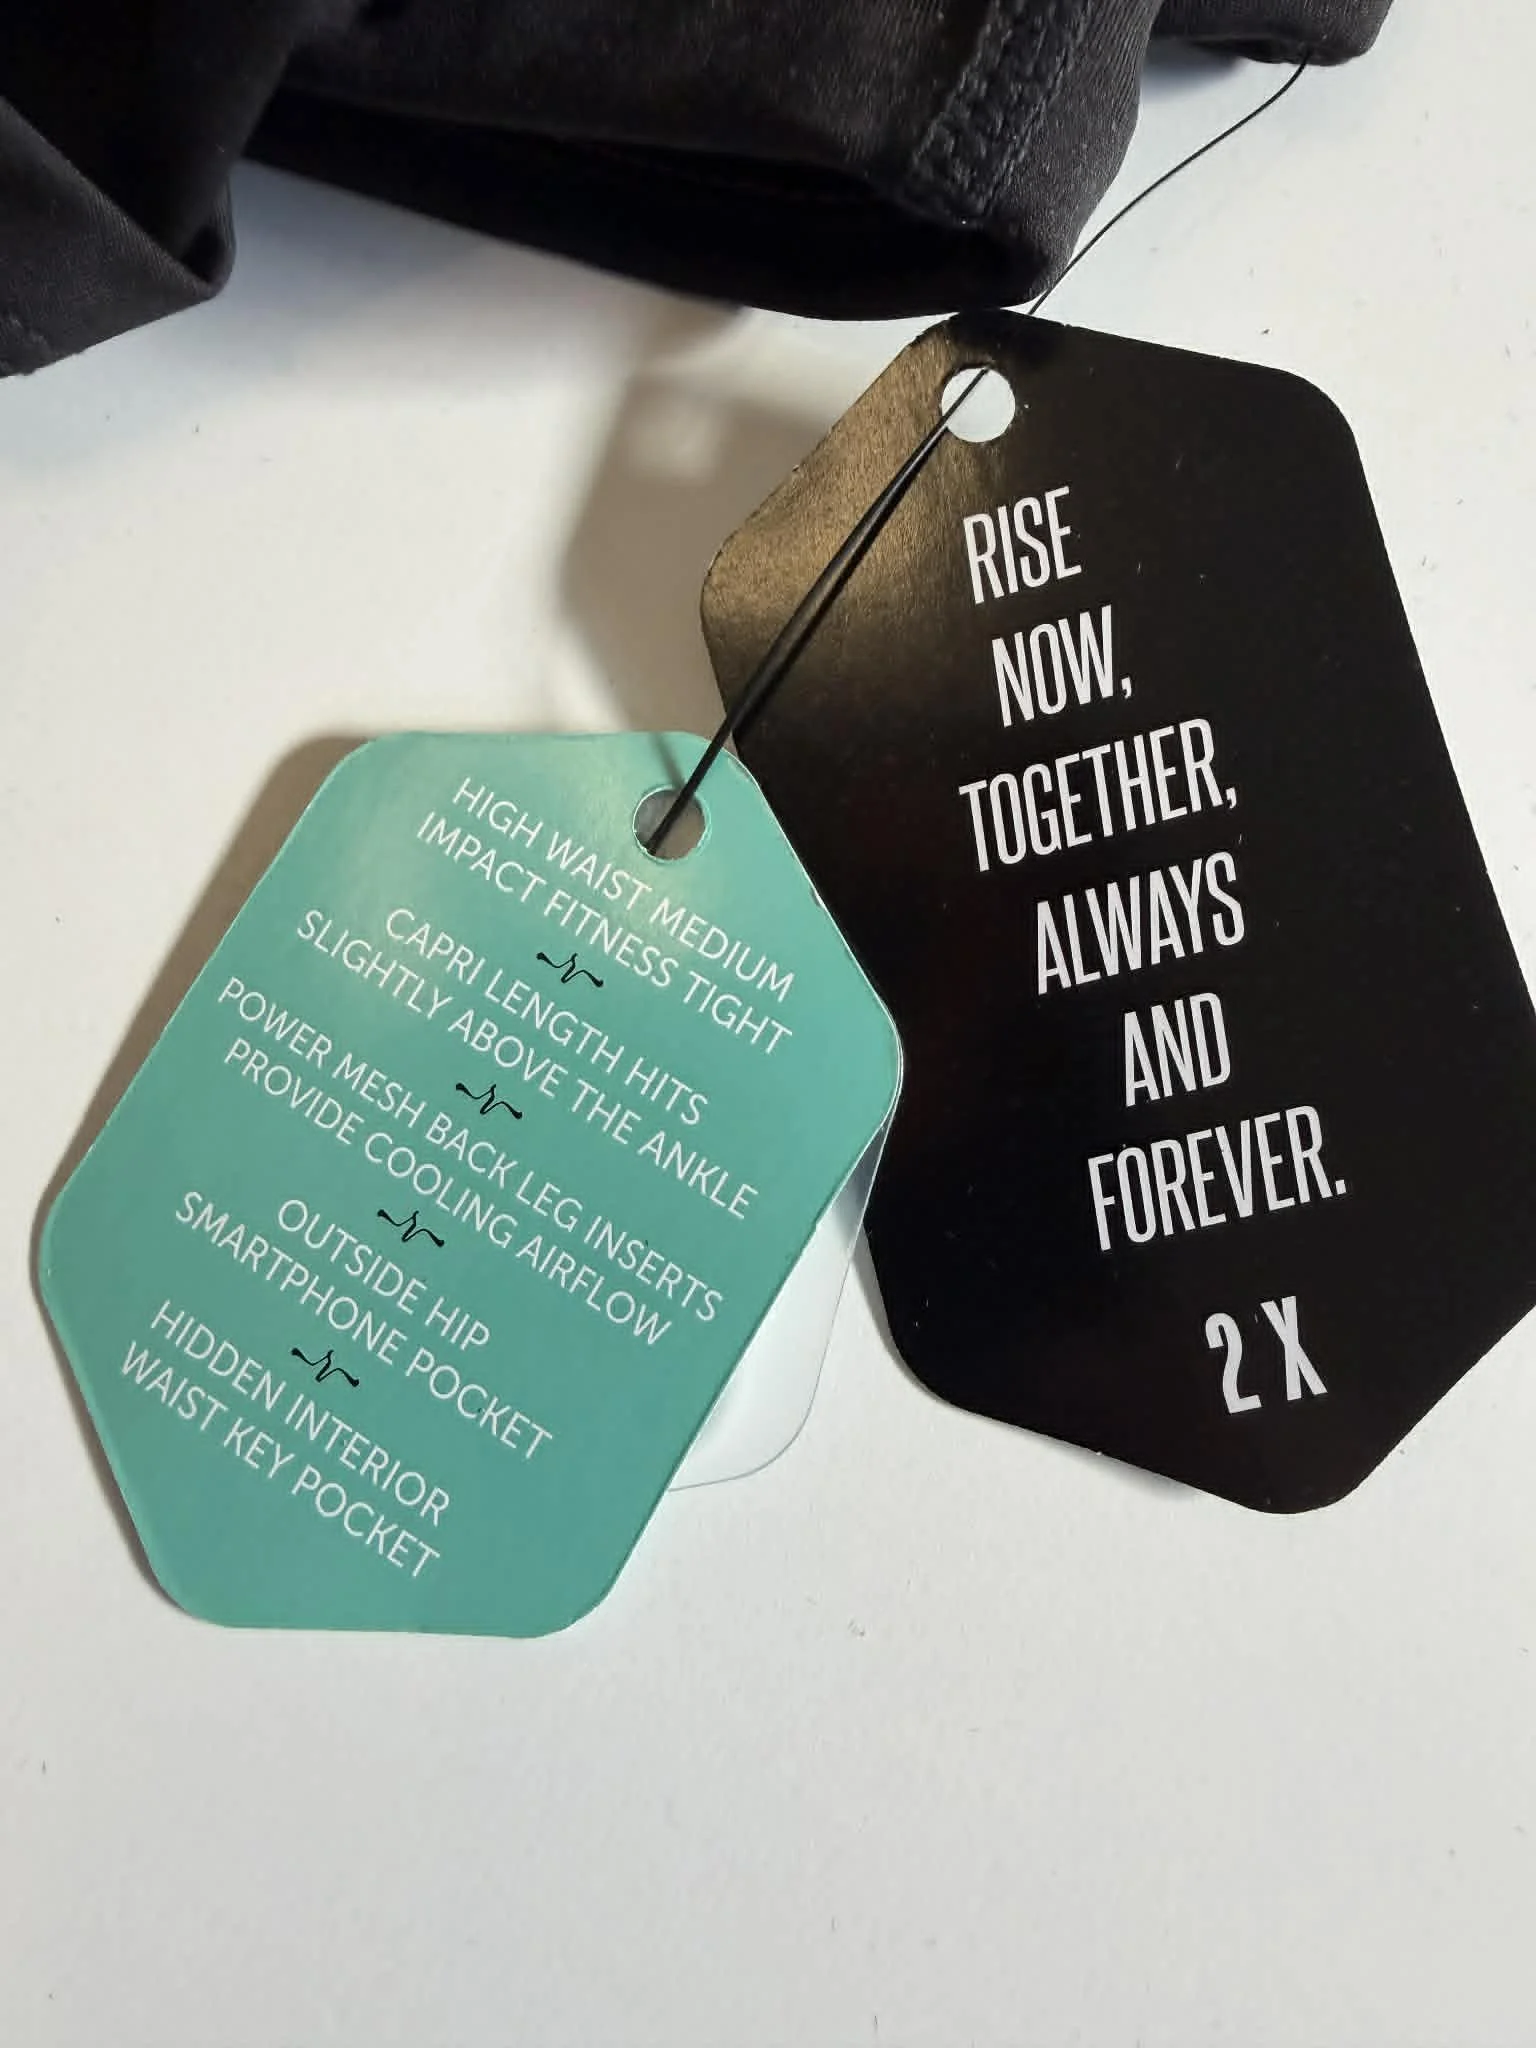 HIGH WAIST MEDIUM
IMPACT FITNESS TIGHT
CAPRI LENGTH HITS
SLIGHTLY ABOVE THE ANKLE
POWER MESH BACK LEG INSERTS
PROVIDE COOLING AIRFLOW
OUTSIDE HIP
SMARTPHONE POCKET
HIDDEN INTERIOR
WAIST KEY POCKET
RISE
NOW,
TOGETHER,
ALWAYS
AND
FOREVER.
2X